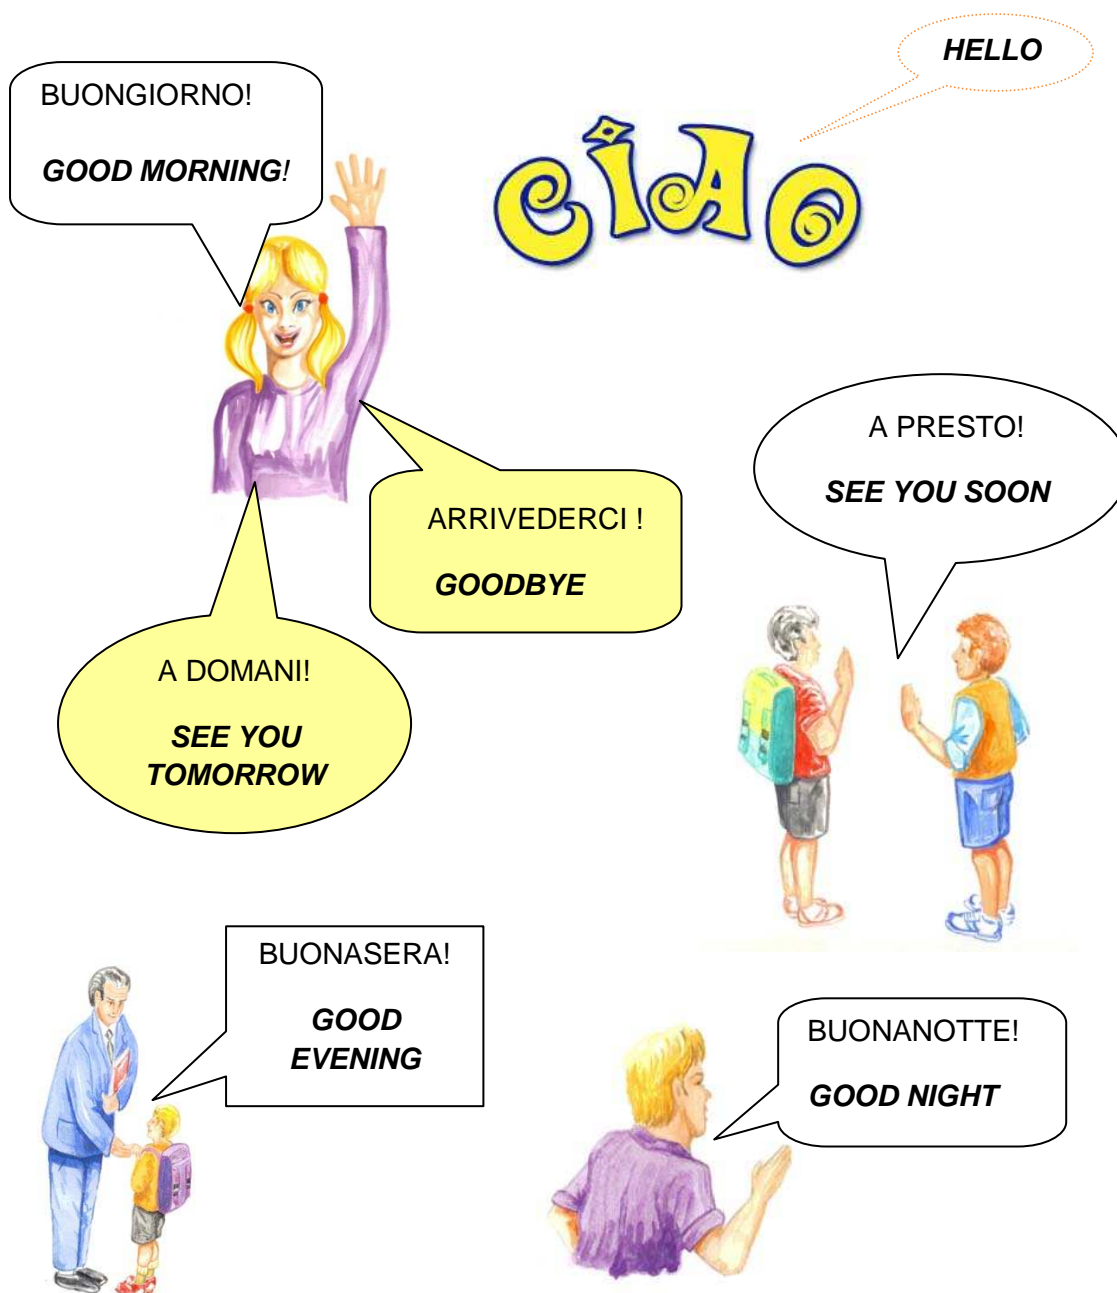 HELLO
BUONGIORNO!
GOOD MORNING!
CIAO
A PRESTO!
SEE YOU SOON
ARRIVEDERCI !
GOODBYE
A DOMANI!
SEE YOU
TOMORROW
BUONASERA!
GOOD
EVENING
BUONANOTTE!
GOOD NIGHT